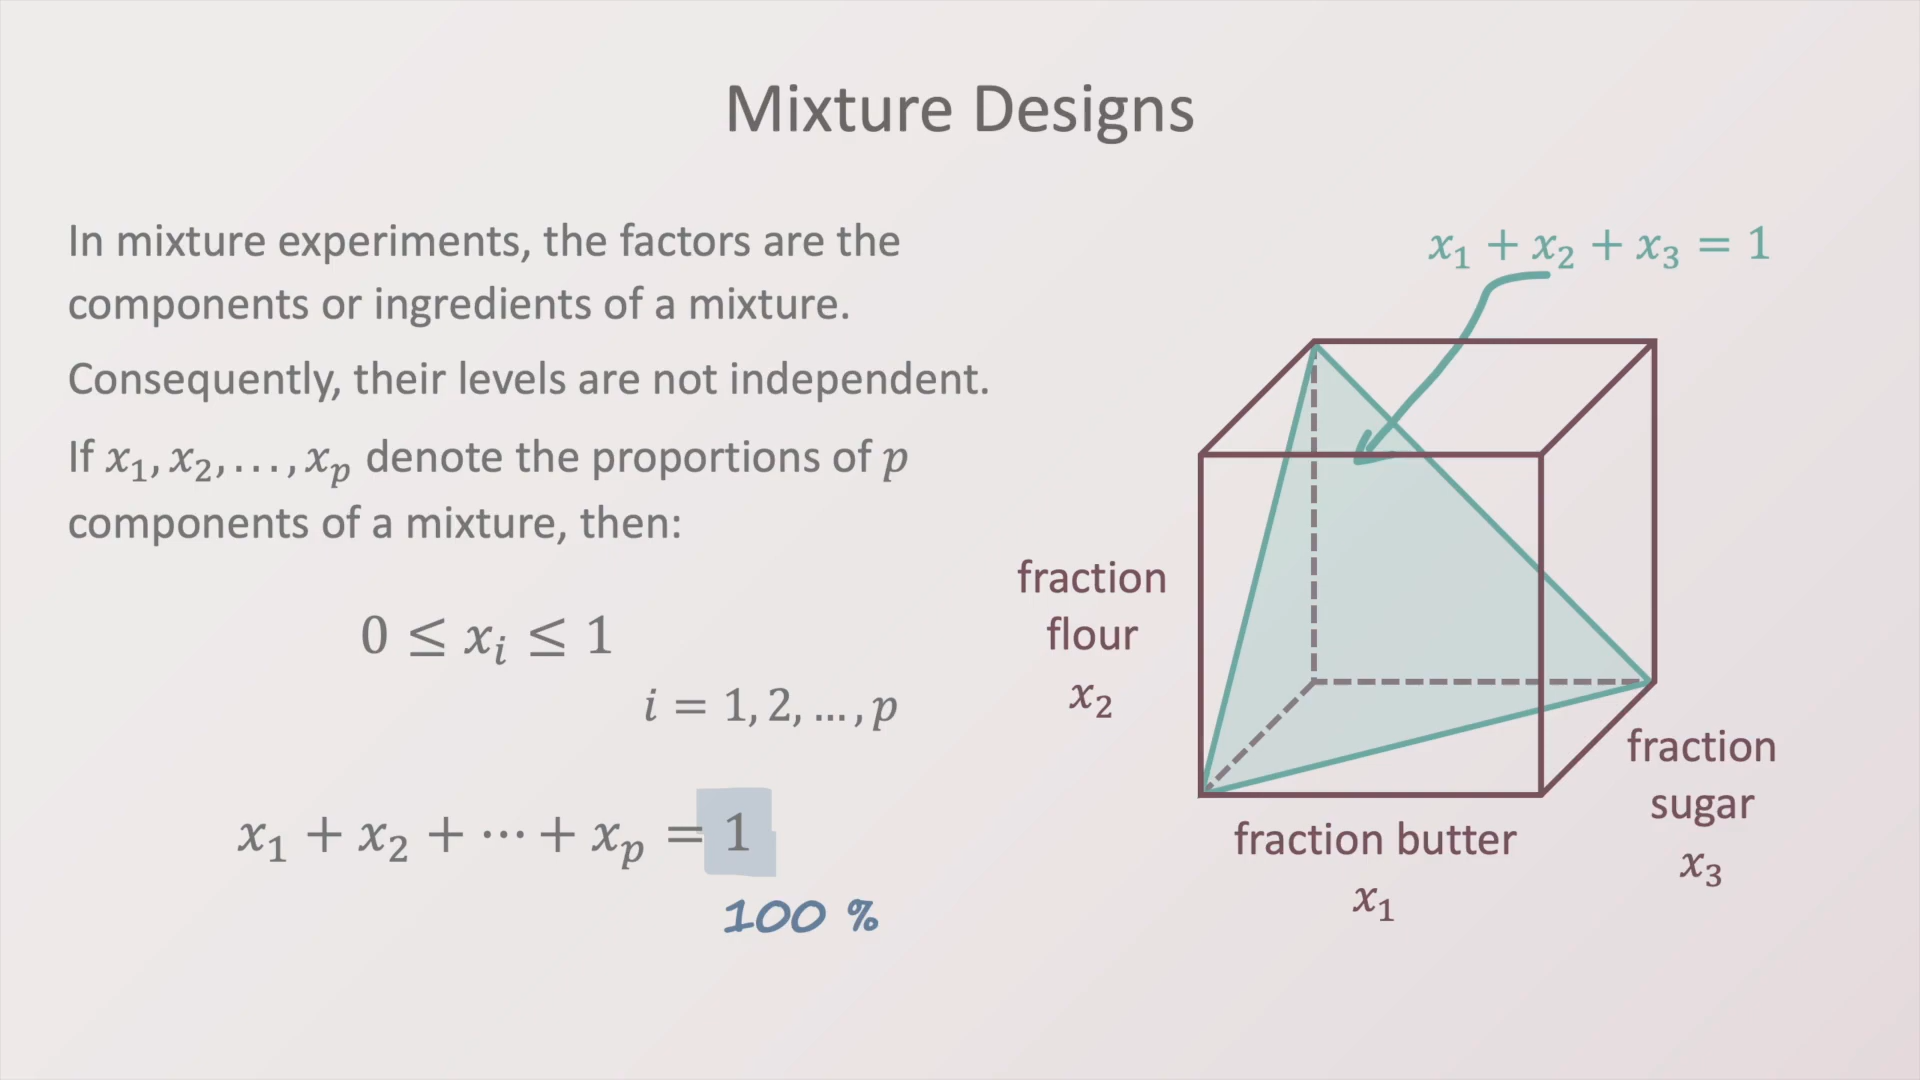 Mixture Designs
In mixture experiments, the factors are the
components or ingredients of a mixture.
Consequently, their levels are not independent.
If x₁, x₂, . . . , xₚ denote the proportions of p
components of a mixture, then:
0 ≤ xᵢ ≤ 1
i = 1, 2, … , p
x₁ + x₂ + ⋯ + xₚ = 1
100 %
x₁ + x₂ + x₃ = 1
fraction
flour
x₂
fraction butter
x₁
fraction
sugar
x₃